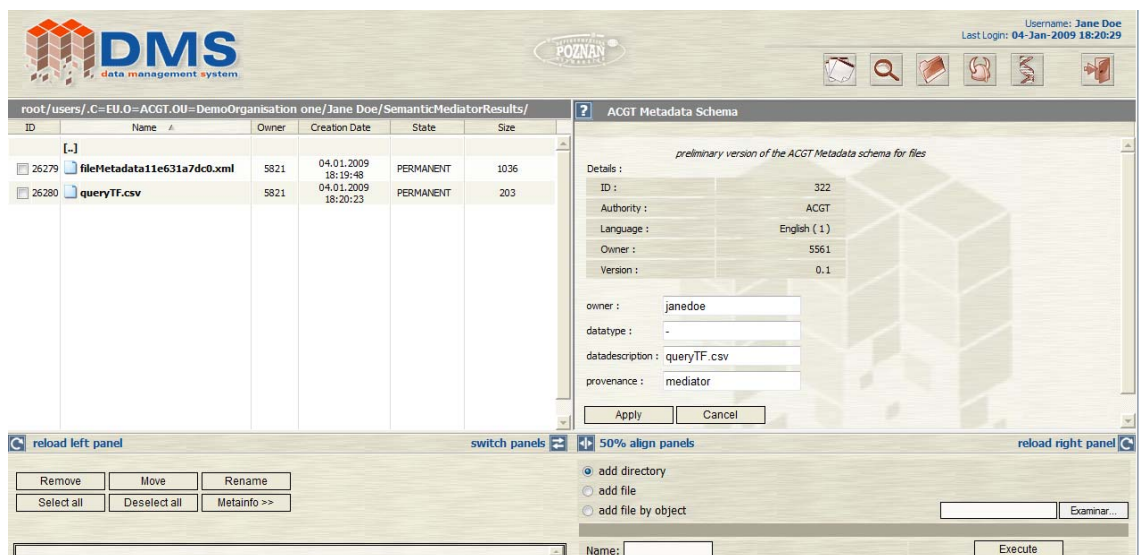 DMS
data management system
POZNAŃ
Username: Jane Doe
Last Login: 04-Jan-2009 18:20:29
root/users/.C=EU.O=ACGT.OU=DemoOrganisation one/Jane Doe/SemanticMediatorResults/
ID Name Owner Creation Date State Size
[..]
26279 fileMetadata11e631a7dc0.xml 5821 04.01.2009 18:19:48 PERMANENT 1036
26280 queryTF.csv 5821 04.01.2009 18:20:23 PERMANENT 203
? ACGT Metadata Schema
preliminary version of the ACGT Metadata schema for files
Details :
ID : 322
Authority : ACGT
Language : English ( 1 )
Owner : 5561
Version : 0.1
owner : janedoe
datatype : -
datadescription : queryTF.csv
provenance : mediator
Apply Cancel
reload left panel switch panels
50% align panels reload right panel
Remove Move Rename
Select all Deselect all Metainfo >>
add directory
add file
add file by object Examinar...
Name: Execute